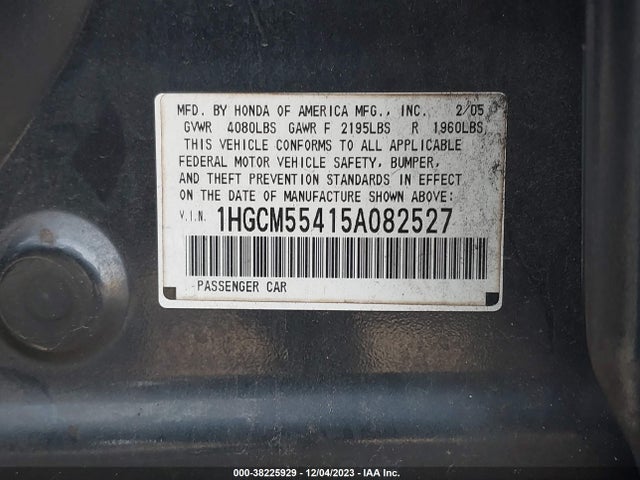 MFD. BY HONDA OF AMERICA MFG., INC. 2/05
GVWR 4080LBS GAWR F 2195LBS R 1960LBS
THIS VEHICLE CONFORMS TO ALL APPLICABLE
FEDERAL MOTOR VEHICLE SAFETY, BUMPER,
AND THEFT PREVENTION STANDARDS IN EFFECT
ON THE DATE OF MANUFACTURE SHOWN ABOVE:
V.I.N. 1HGCM55415A082527
PASSENGER CAR
000-38225929 - 12/04/2023 - IAA Inc.